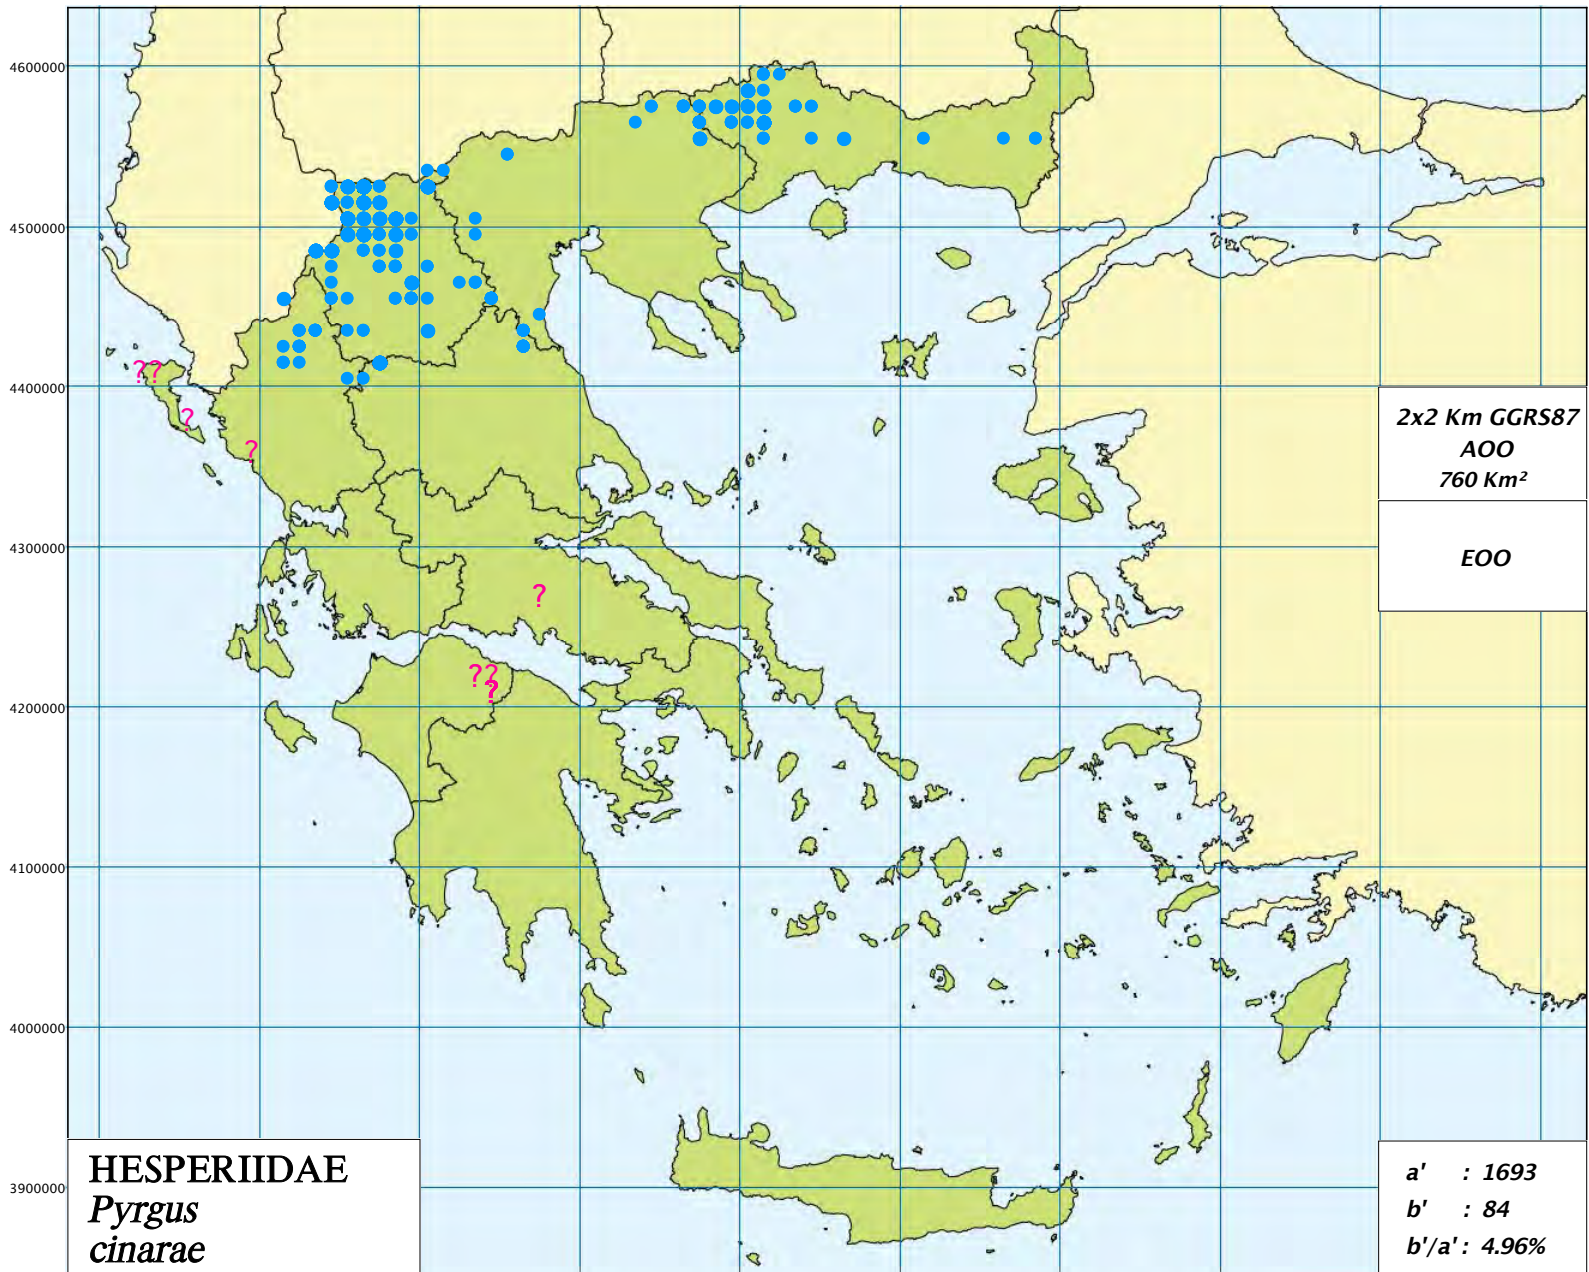 4600000
4500000
??
4400000
?
?
2x2 Km GGRS87
AOO
760 Km²
EOO
4300000
?
??
?
4200000
4100000
4000000
3900000
HESPERIIDAE
Pyrgus
cinarae
a' : 1693
b' : 84
b'/a' : 4.96%